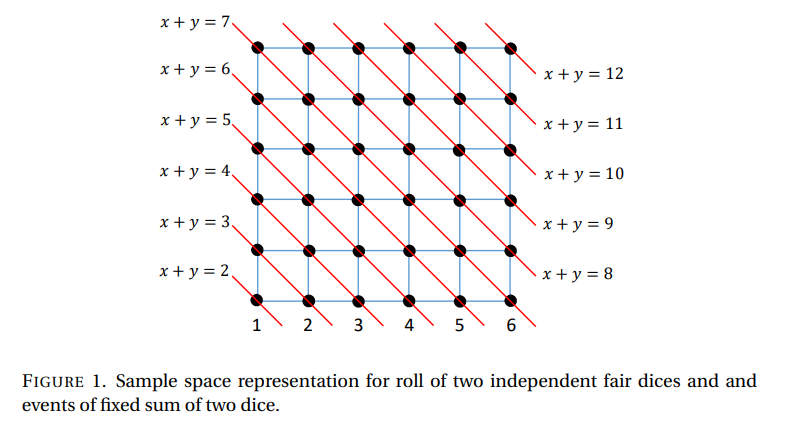 x + y = 7
x + y = 6
x + y = 5
x + y = 4
x + y = 3
x + y = 2
x + y = 12
x + y = 11
x + y = 10
x + y = 9
x + y = 8
1 2 3 4 5 6
FIGURE 1. Sample space representation for roll of two independent fair dices and and
events of fixed sum of two dice.